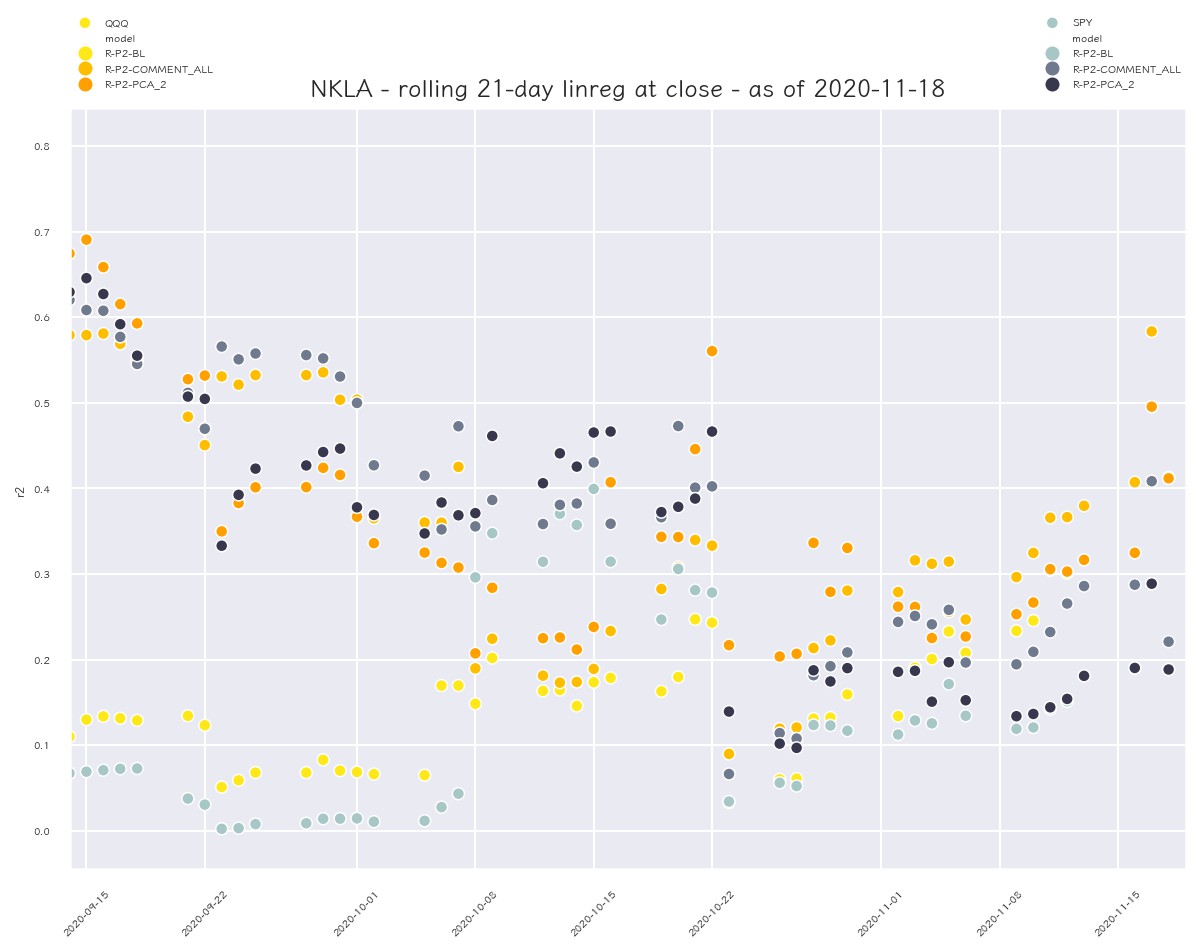 QQQ
model
R-P2-BL
R-P2-COMMENT_ALL
R-P2-PCA_2
SPY
model
R-P2-BL
R-P2-COMMENT_ALL
R-P2-PCA_2
NKLA - rolling 21-day linreg at close - as of 2020-11-18
0.8
0.7
0.6
0.5
0.4
0.3
0.2
0.1
0.0
r2
2020-09-15
2020-09-22
2020-10-01
2020-10-08
2020-10-15
2020-10-22
2020-11-01
2020-11-08
2020-11-15